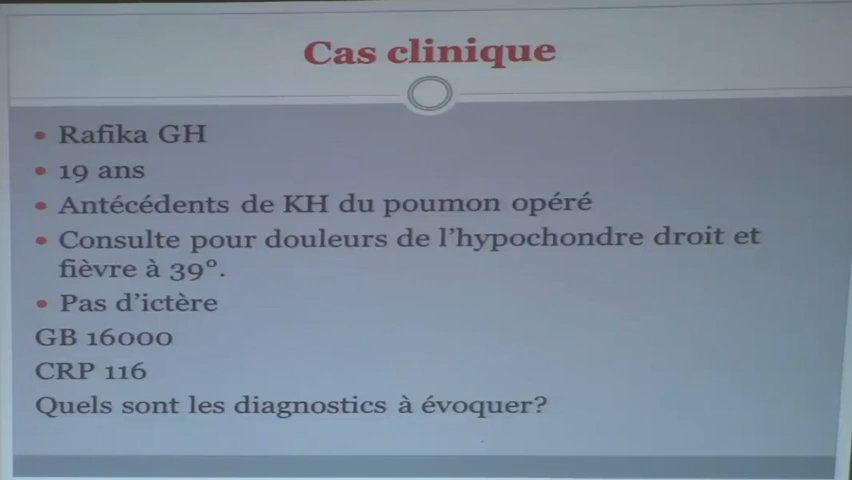 Cas clinique
• Rafika GH
• 19 ans
• Antécédents de KH du poumon opéré
• Consulte pour douleurs de l'hypochondre droit et
fièvre à 39°.
• Pas d'ictère
GB 16000
CRP 116
Quels sont les diagnostics à évoquer?